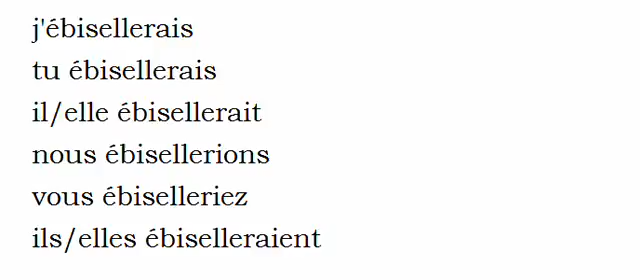 j'ébisellerais
tu ébisellerais
il/elle ébisellerait
nous ébisellerions
vous ébiselleriez
ils/elles ébiselleraient